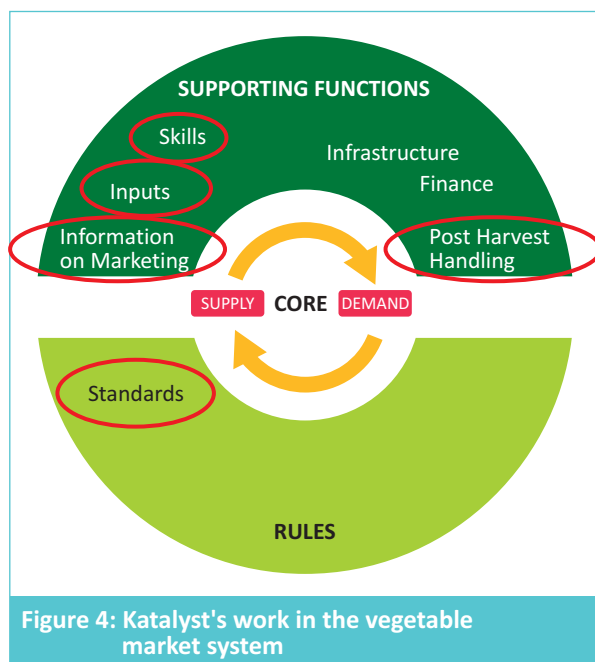 SUPPORTING FUNCTIONS
Skills
Infrastructure
Inputs
Finance
Information
on Marketing
Post Harvest
Handling
SUPPLY
CORE
DEMAND
Standards
RULES
Figure 4: Katalyst's work in the vegetable
market system